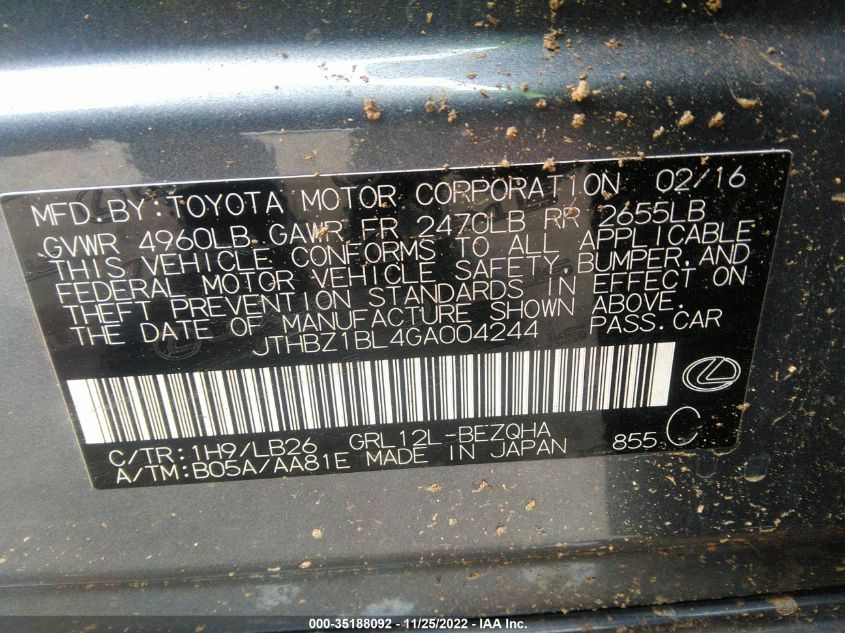 MFD.BY:TOYOTA MOTOR CORPORATION 02/16
GVWR 4960LB GAWR FR 2470LB RR 2655LB
THIS VEHICLE CONFORMS TO ALL APPLICABLE
FEDERAL MOTOR VEHICLE SAFETY,BUMPER,AND
THEFT PREVENTION STANDARDS IN EFFECT ON
THE DATE OF MANUFACTURE SHOWN ABOVE.
JTHBZ1BL4GA004244 PASS.CAR
C/TR:1H9/LB26 GRL12L-BEZQHA
A/TM:B05A/AA81E MADE IN JAPAN 855 C
000-35188092 - 11/25/2022 - IAA Inc.